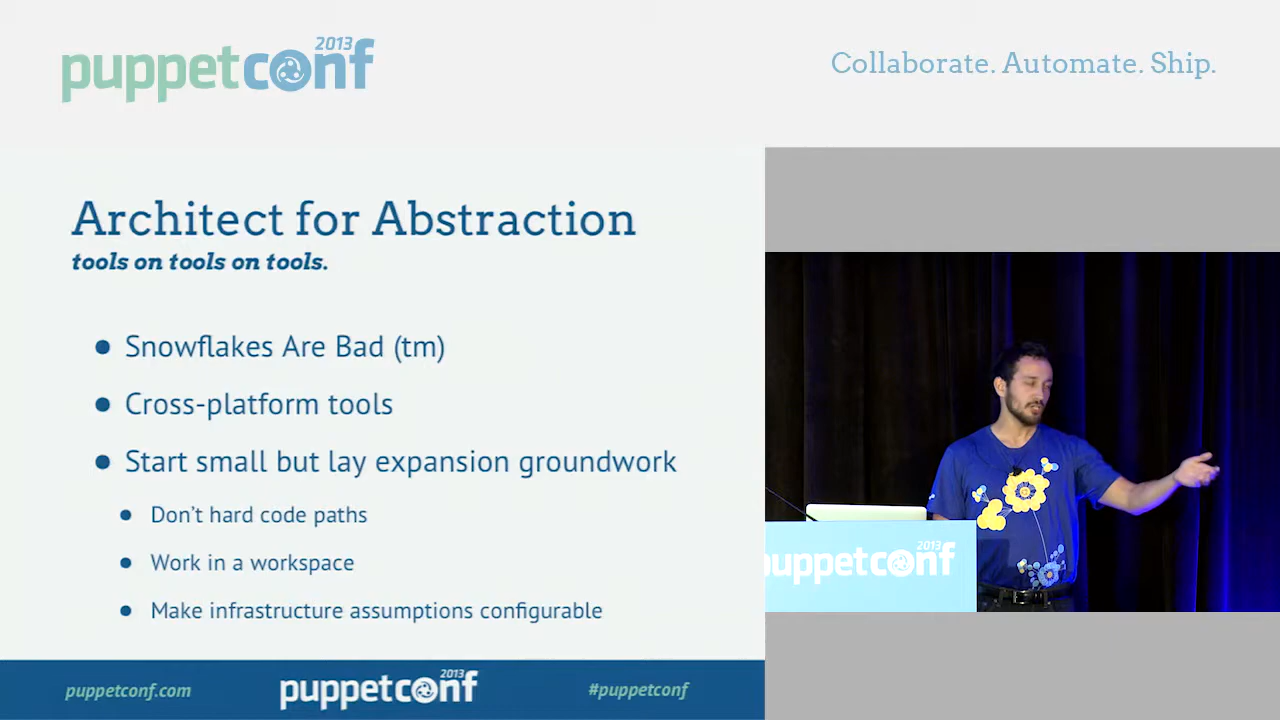 puppetconf 2013
Collaborate. Automate. Ship.
Architect for Abstraction
tools on tools on tools.
Snowflakes Are Bad (tm)
Cross-platform tools
Start small but lay expansion groundwork
Don't hard code paths
Work in a workspace
Make infrastructure assumptions configurable
puppetconf.com
puppetconf 2013
#puppetconf
puppetconf 2013